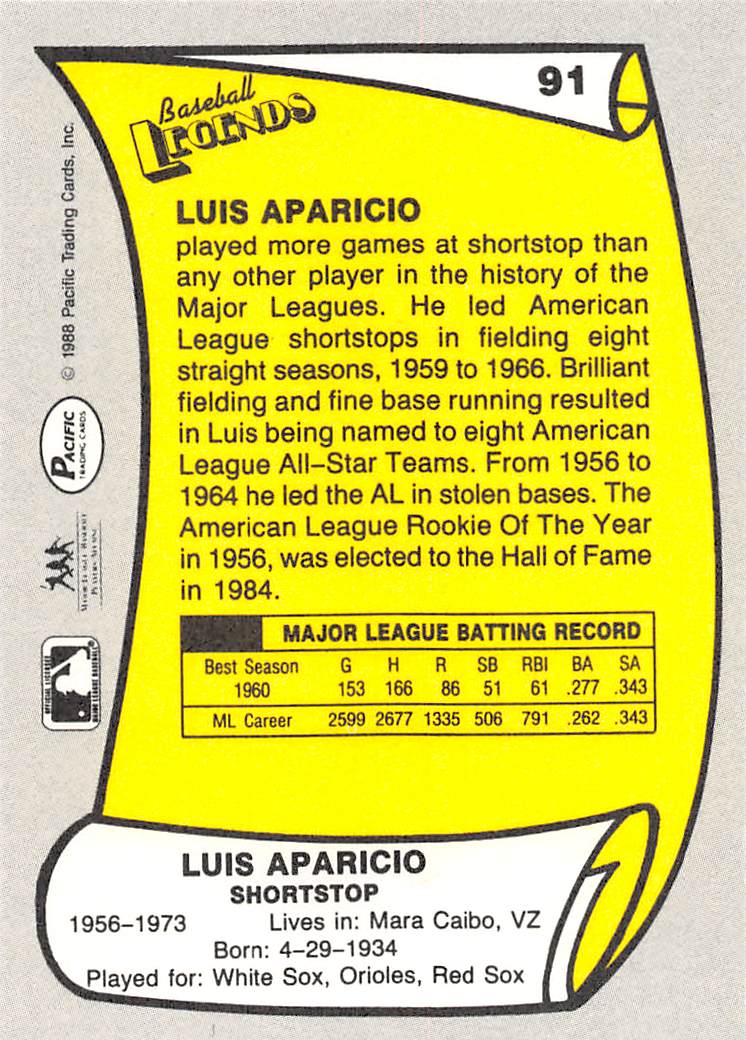 91
Baseball
LEGENDS
LUIS APARICIO
played more games at shortstop than
any other player in the history of the
Major Leagues. He led American
League shortstops in fielding eight
straight seasons, 1959 to 1966. Brilliant
fielding and fine base running resulted
in Luis being named to eight American
League All–Star Teams. From 1956 to
1964 he led the AL in stolen bases. The
American League Rookie Of The Year
in 1956, was elected to the Hall of Fame
in 1984.
MAJOR LEAGUE BATTING RECORD
Best Season G H R SB RBI BA SA
1960 153 166 86 51 61 .277 .343
ML Career 2599 2677 1335 506 791 .262 .343
LUIS APARICIO
SHORTSTOP
1956–1973 Lives in: Mara Caibo, VZ
Born: 4–29–1934
Played for: White Sox, Orioles, Red Sox
© 1988 Pacific Trading Cards, Inc.
PACIFIC
TRADING CARDS
OFFICIAL LICENSEE
MAJOR LEAGUE BASEBALL®